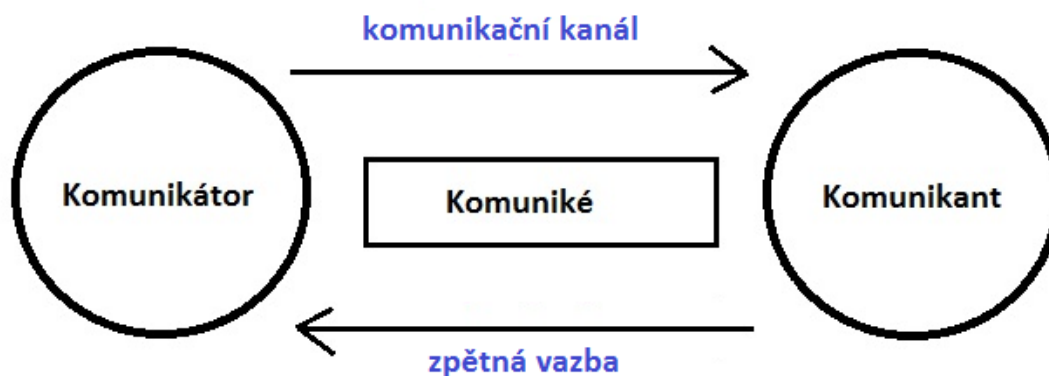 komunikační kanál
Komunikátor
Komuniké
Komunikant
zpětná vazba